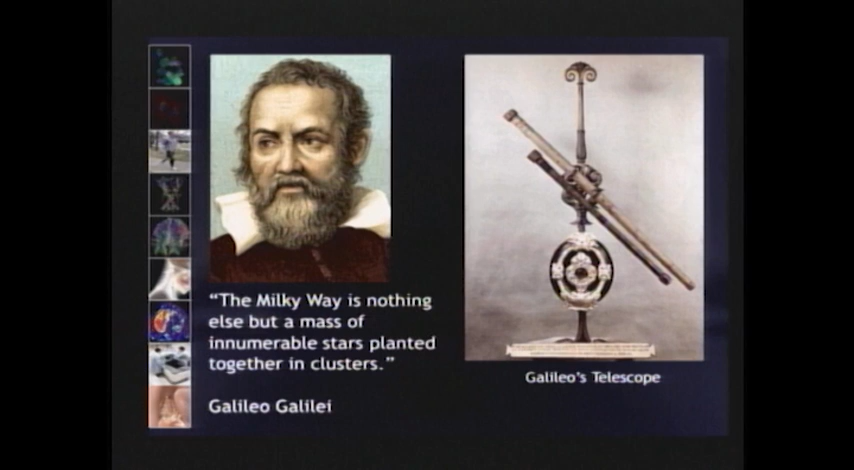 “The Milky Way is nothing
else but a mass of
innumerable stars planted
together in clusters.”
Galileo Galilei
Galileo's Telescope